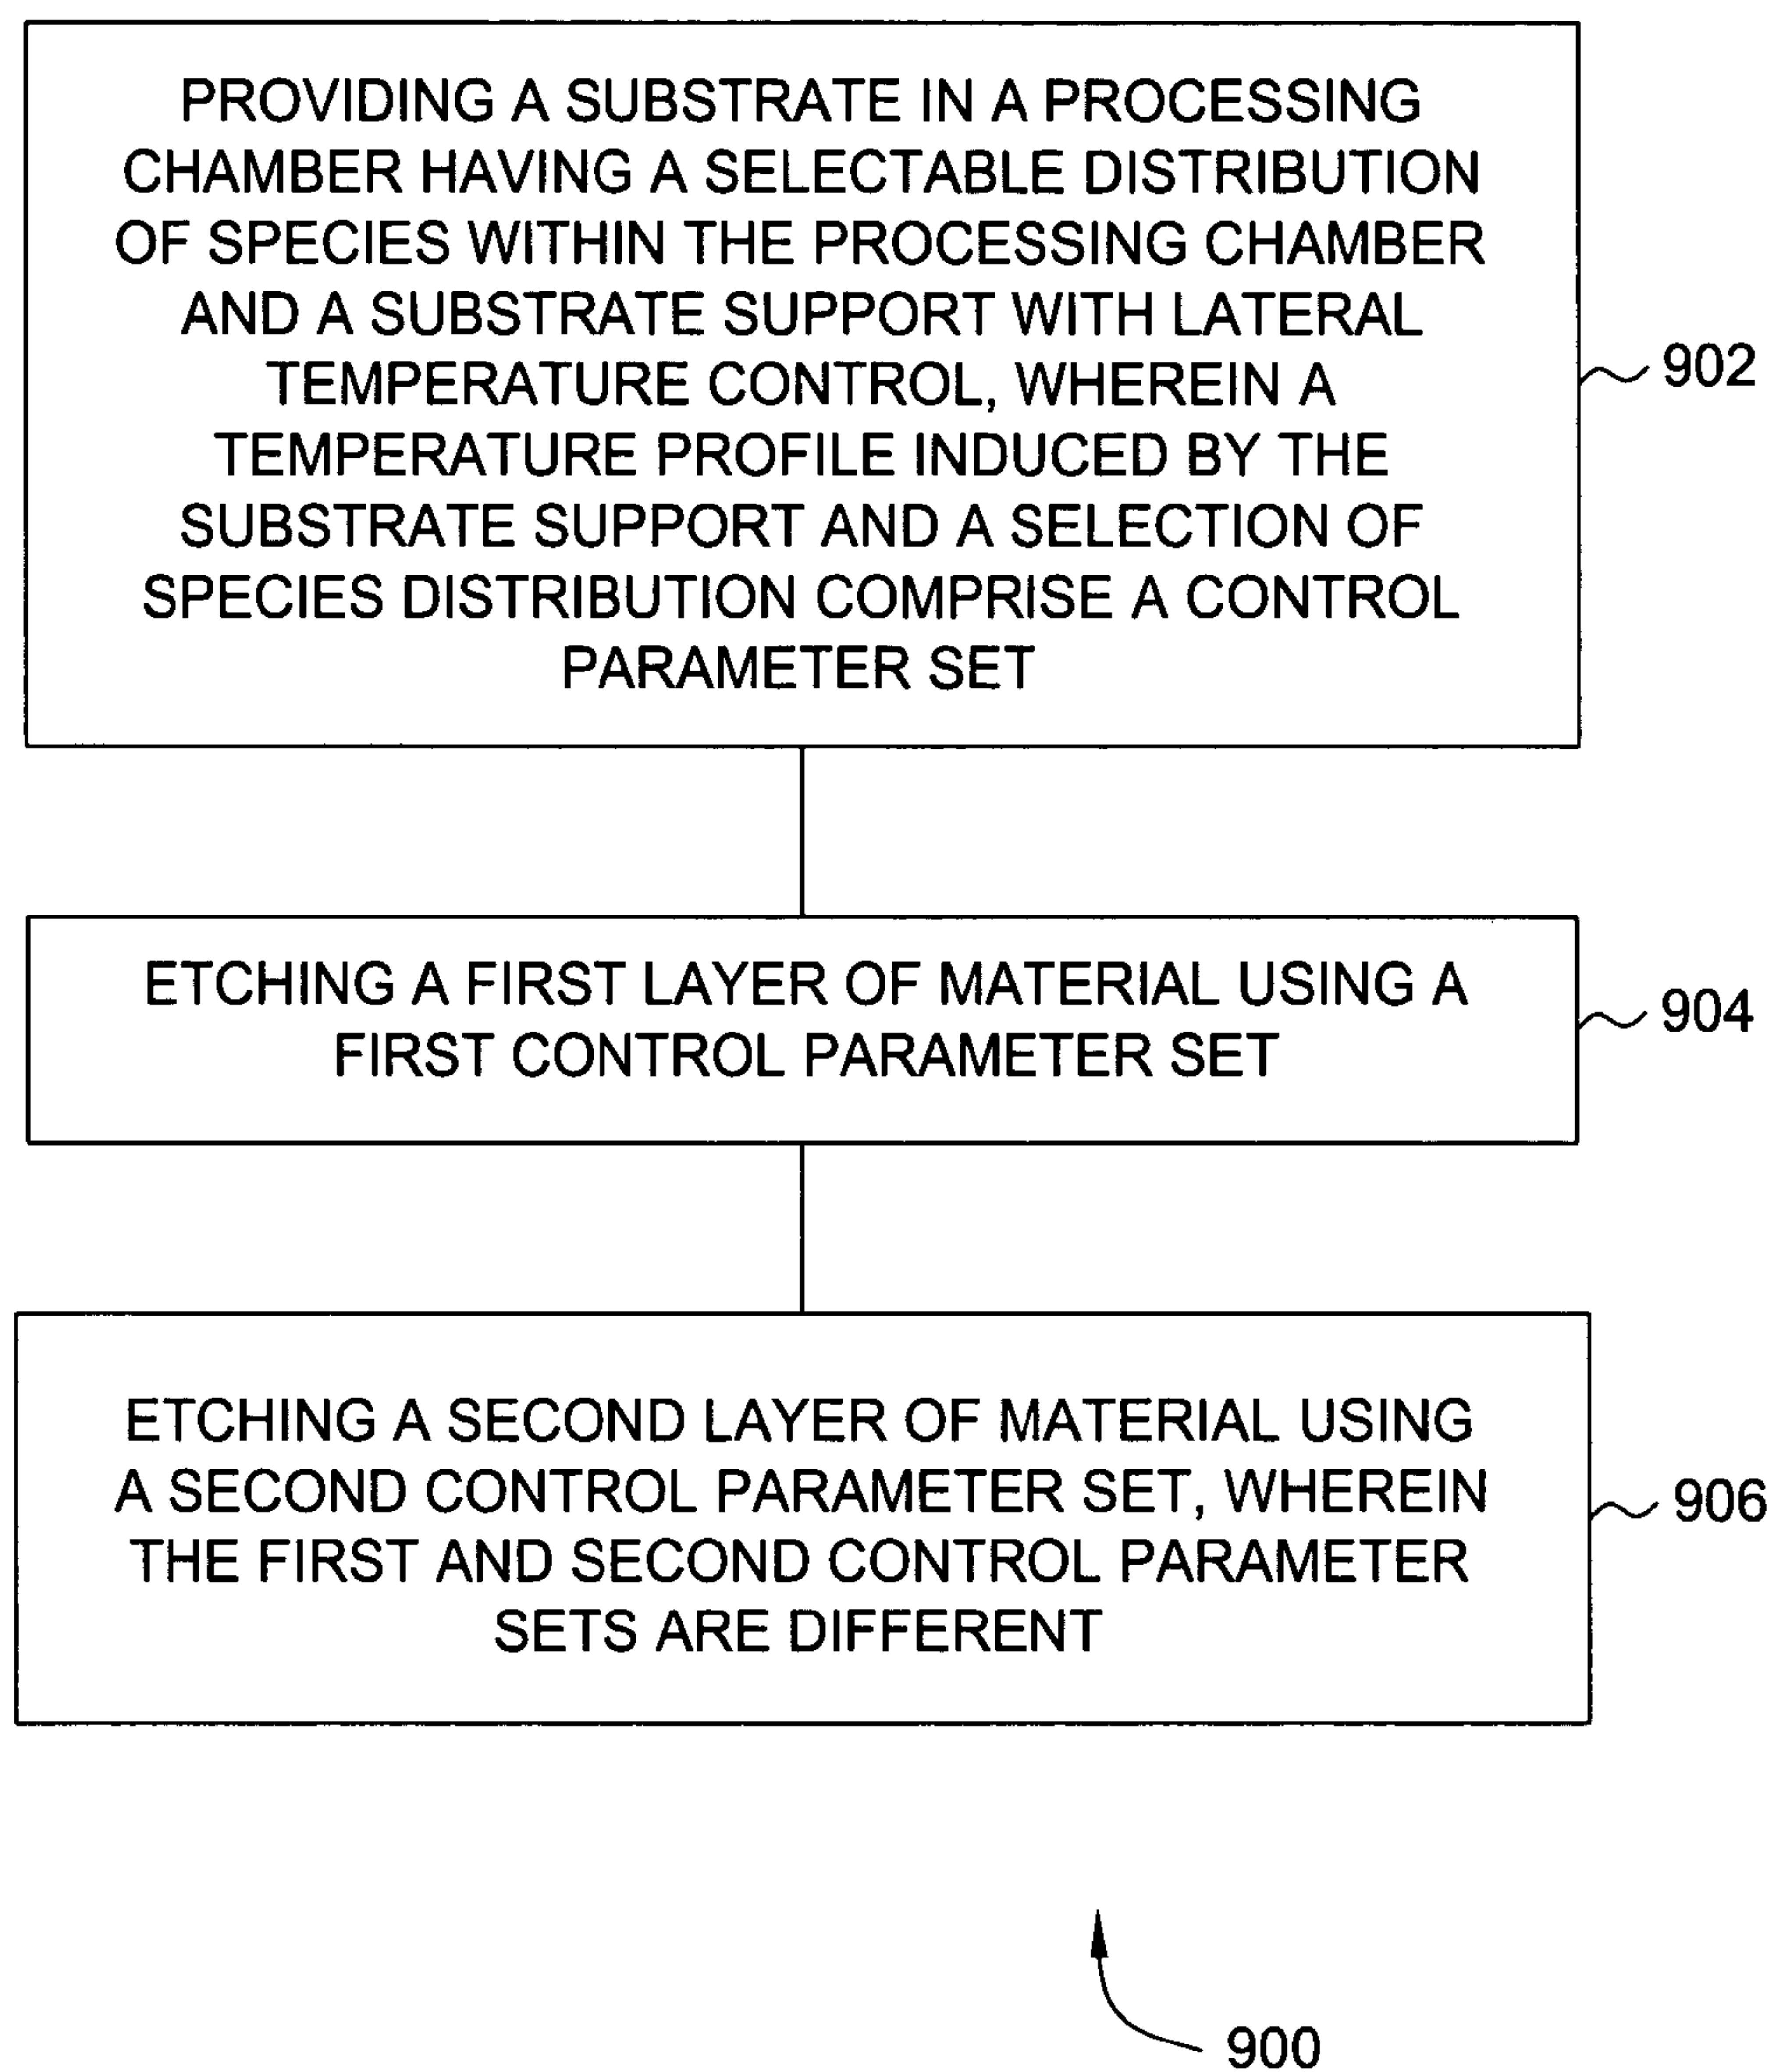 PROVIDING A SUBSTRATE IN A PROCESSING
CHAMBER HAVING A SELECTABLE DISTRIBUTION
OF SPECIES WITHIN THE PROCESSING CHAMBER
AND A SUBSTRATE SUPPORT WITH LATERAL
TEMPERATURE CONTROL, WHEREIN A
TEMPERATURE PROFILE INDUCED BY THE
SUBSTRATE SUPPORT AND A SELECTION OF
SPECIES DISTRIBUTION COMPRISE A CONTROL
PARAMETER SET
902
ETCHING A FIRST LAYER OF MATERIAL USING A
FIRST CONTROL PARAMETER SET
904
ETCHING A SECOND LAYER OF MATERIAL USING
A SECOND CONTROL PARAMETER SET, WHEREIN
THE FIRST AND SECOND CONTROL PARAMETER
SETS ARE DIFFERENT
906
900